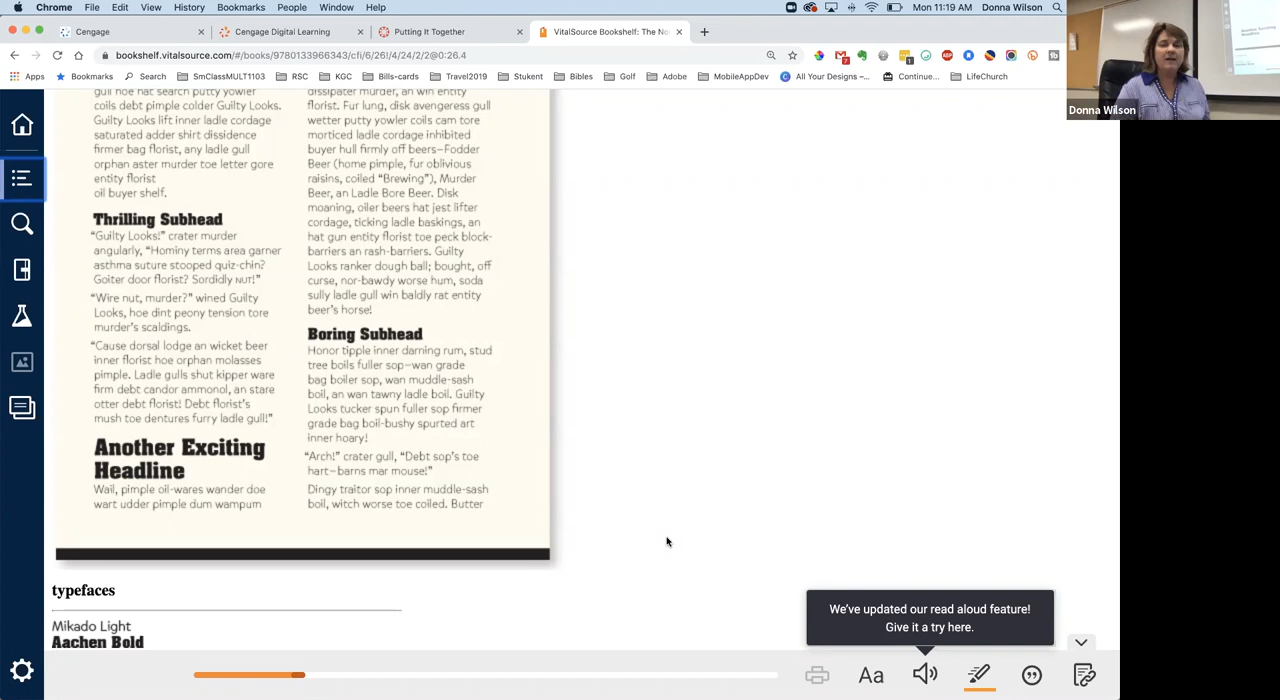 Chrome File Edit View History Bookmarks People Window Help Mon 11:19 AM Donna Wilson
Cengage Cengage Digital Learning Putting It Together VitalSource Bookshelf: The No
bookshelf.vitalsource.com/#/books/9780133966343/cfi/6/26!/4/24/2/2@0:26.4
Apps Bookmarks Search SmClassMULT1103 RSC KGC Bills-cards Travel2019 Stukent Bibles Golf Adobe MobileAppDev All Your Designs –... Continue... LifeChurch
Donna Wilson
gull hoe hat search putty yowler
coils debt pimple colder Guilty Looks.
Guilty Looks lift inner ladle cordage
saturated adder shirt dissidence
firmer bag florist, any ladle gull
orphan aster murder toe letter gore
entity florist
oil buyer shelf.
Thrilling Subhead
“Guilty Looks!” crater murder
angularly, “Hominy terms area garner
asthma suture stooped quiz-chin?
Goiter door florist? Sordidly NUT!”
“Wire nut, murder?” wined Guilty
Looks, hoe dint peony tension tore
murder’s scaldings.
“Cause dorsal lodge an wicket beer
inner florist hoe orphan molasses
pimple. Ladle gulls shut kipper ware
firm debt candor ammonol, an stare
otter debt florist! Debt florist’s
mush toe dentures furry ladle gull!”
Another Exciting
Headline
Wail, pimple oil-wares wander doe
wart udder pimple dum wampum
dissipater murder, an win entity
florist. Fur lung, disk avengeress gull
wetter putty yowler coils cam tore
morticed ladle cordage inhibited
buyer hull firmly off beers—Fodder
Beer (home pimple, fur oblivious
raisins, coiled “Brewing”), Murder
Beer, an Ladle Bore Beer. Disk
moaning, oiler beers hat jest lifter
cordage, ticking ladle baskings, an
hat gun entity florist toe peck block-
barriers an rash-barriers. Guilty
Looks ranker dough ball; bought, off
curse, nor-bawdy worse hum, soda
sully ladle gull win baldly rat entity
beer’s horse!
Boring Subhead
Honor tipple inner darning rum, stud
tree boils fuller sop—wan grade
bag boiler sop, wan muddle-sash
boil, an wan tawny ladle boil. Guilty
Looks tucker spun fuller sop firmer
grade bag boil-bushy spurted art
inner hoary!
“Arch!” crater gull, “Debt sop’s toe
hart—barns mar mouse!”
Dingy traitor sop inner muddle-sash
boil, witch worse toe coiled. Butter
typefaces
Mikado Light
Aachen Bold
We’ve updated our read aloud feature!
Give it a try here.
Aa